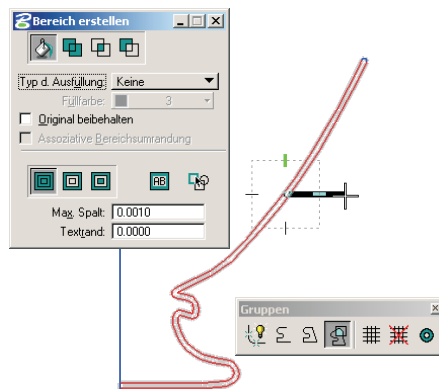 Bereich erstellen
Typ d. Ausfüllung: Keine
Füllfarbe: 3
Original beibehalten
Assoziative Bereichsumrandung
AB
Max. Spalt: 0.0010
Textrand: 0.0000
Gruppen